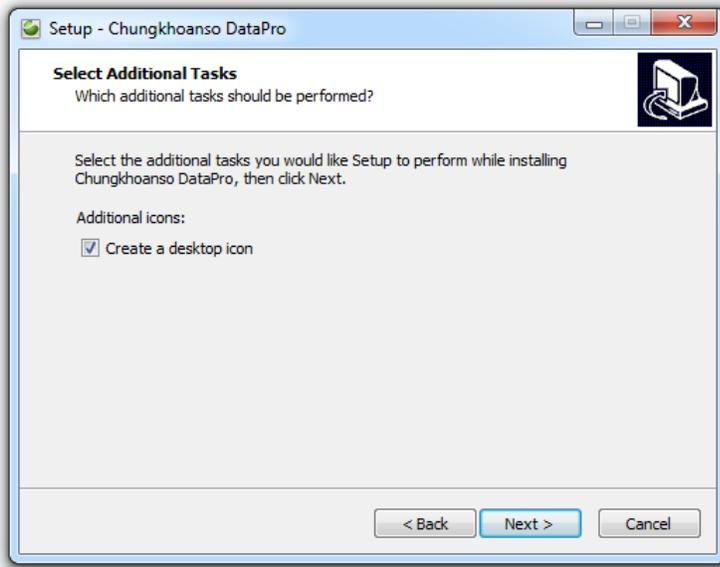 Setup - Chungkhoanso DataPro
Select Additional Tasks
Which additional tasks should be performed?
Select the additional tasks you would like Setup to perform while installing
Chungkhoanso DataPro, then click Next.
Additional icons:
Create a desktop icon
< Back Next > Cancel